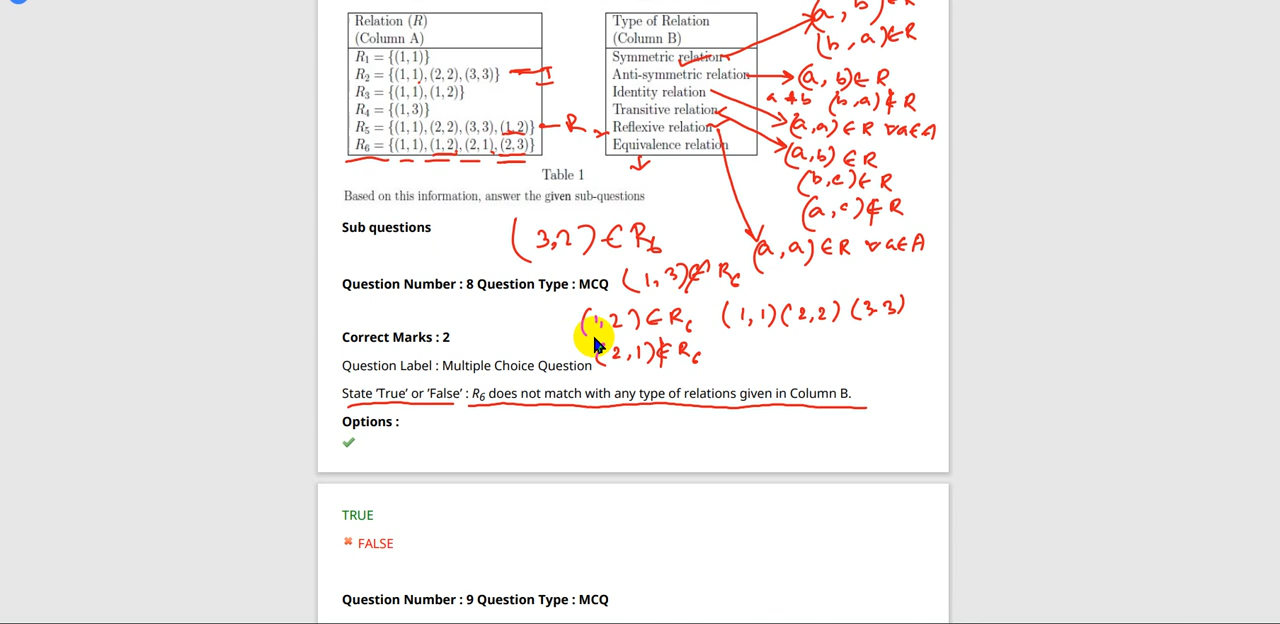 (a, b) ∈ R
(b, a) ∈ R
Relation (R)
(Column A)
R1 = {(1, 1)}
R2 = {(1, 1), (2, 2), (3, 3)} I
R3 = {(1, 1), (1, 2)}
R4 = {(1, 3)}
R5 = {(1, 1), (2, 2), (3, 3), (1, 2)} R
R6 = {(1, 1), (1, 2), (2, 1), (2, 3)}
Type of Relation
(Column B)
Symmetric relation
Anti-symmetric relation
Identity relation
Transitive relation
Reflexive relation
Equivalence relation
(a, b) ∈ R
a ≠ b (b, a) ∉ R
(a, a) ∈ R ∀ a ∈ A
(a, b) ∈ R
(b, c) ∈ R
(a, c) ∉ R
(a, a) ∈ R ∀ a ∈ A
Table 1
Based on this information, answer the given sub-questions
Sub questions
(3, 2) ∈ R6
Question Number : 8 Question Type : MCQ
(1, 3) ∉ R6
(1, 2) ∈ R6 (1, 1) (2, 2) (3 3)
Correct Marks : 2
(2, 1) ∉ R6
Question Label : Multiple Choice Question
State 'True' or 'False' : R6 does not match with any type of relations given in Column B.
Options :
TRUE
FALSE
Question Number : 9 Question Type : MCQ